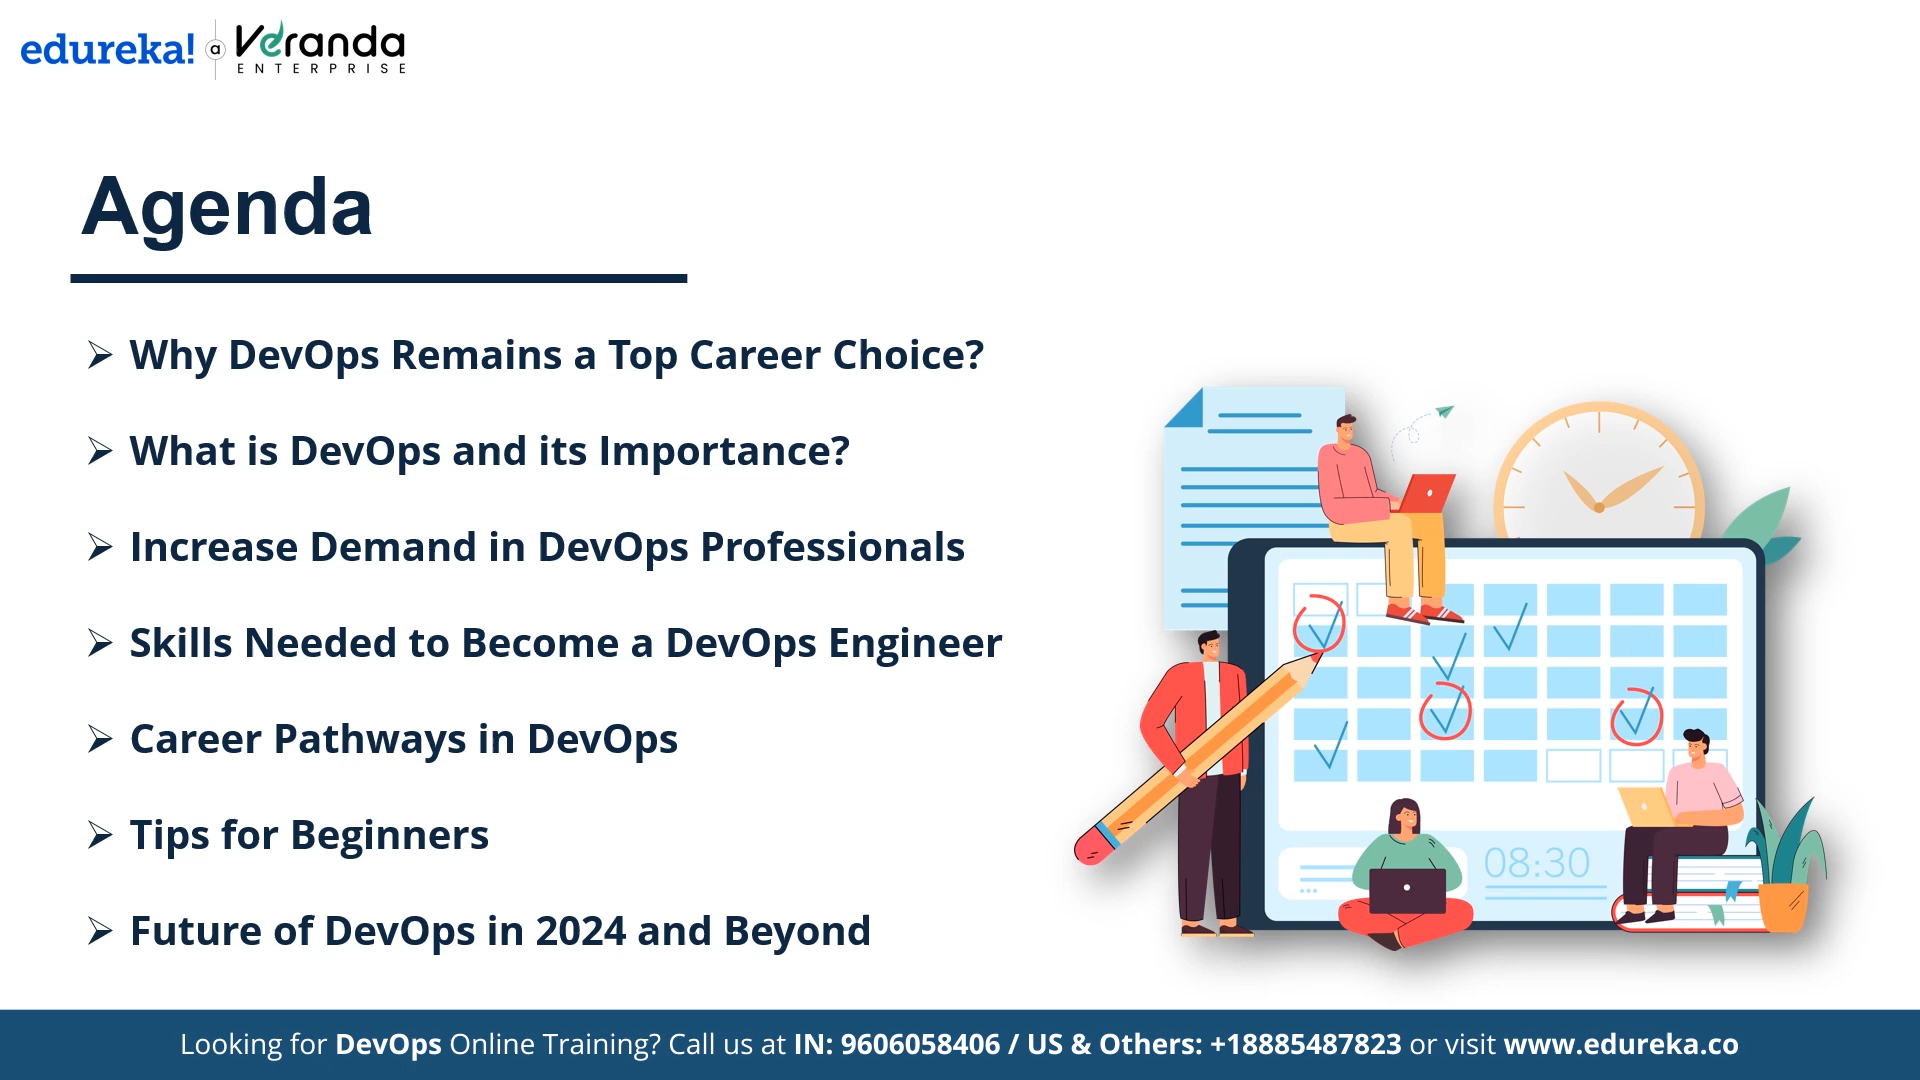 edureka! a Veranda
ENTERPRISE
Agenda
Why DevOps Remains a Top Career Choice?
What is DevOps and its Importance?
Increase Demand in DevOps Professionals
Skills Needed to Become a DevOps Engineer
Career Pathways in DevOps
Tips for Beginners
Future of DevOps in 2024 and Beyond
08:30
Looking for DevOps Online Training? Call us at IN: 9606058406 / US & Others: +18885487823 or visit www.edureka.co